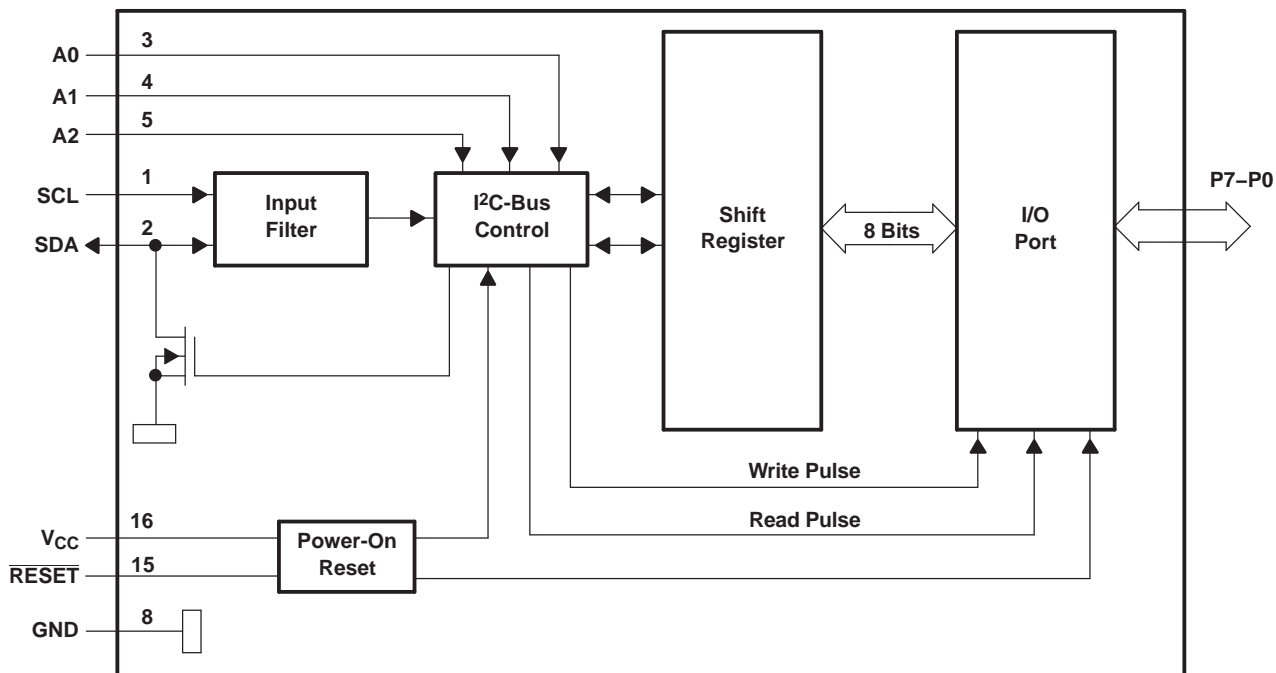 A0
3
A1
4
A2
5
SCL
1
SDA
2
Input
Filter
I²C-Bus
Control
Shift
Register
8 Bits
I/O
Port
P7–P0
Write Pulse
Read Pulse
VCC
16
RESET
15
Power-On
Reset
GND
8